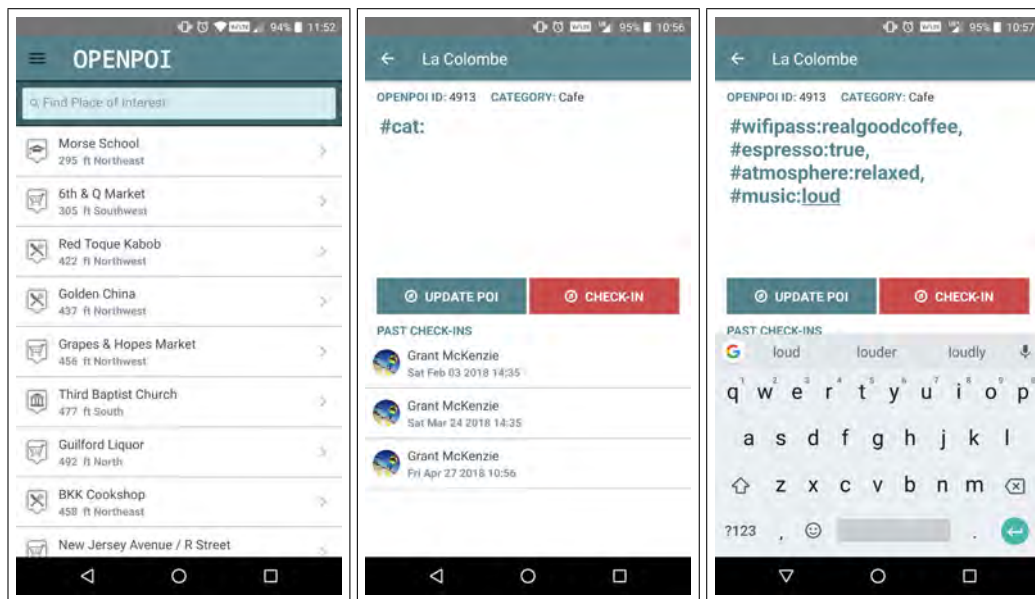 94% 11:52
OPENPOI
Find Place of Interest
Morse School
295 ft Northeast
6th & Q Market
305 ft Southwest
Red Toque Kabob
422 ft Northwest
Golden China
437 ft Northwest
Grapes & Hopes Market
456 ft Northwest
Third Baptist Church
477 ft South
Guilford Liquor
492 ft North
BKK Cookshop
458 ft Northeast
New Jersey Avenue / R Street
95% 10:56
La Colombe
OPENPOI ID: 4913 CATEGORY: Cafe
#cat:
UPDATE POI CHECK-IN
PAST CHECK-INS
Grant McKenzie
Sat Feb 03 2018 14:35
Grant McKenzie
Sat Mar 24 2018 14:35
Grant McKenzie
Fri Apr 27 2018 10:56
95% 10:57
La Colombe
OPENPOI ID: 4913 CATEGORY: Cafe
#wifipass:realgoodcoffee,
#espresso:true,
#atmosphere:relaxed,
#music:loud
UPDATE POI CHECK-IN
PAST CHECK-INS
G loud louder loudly
q w e r t y u i o p
a s d f g h j k l
z x c v b n m
?123 , .